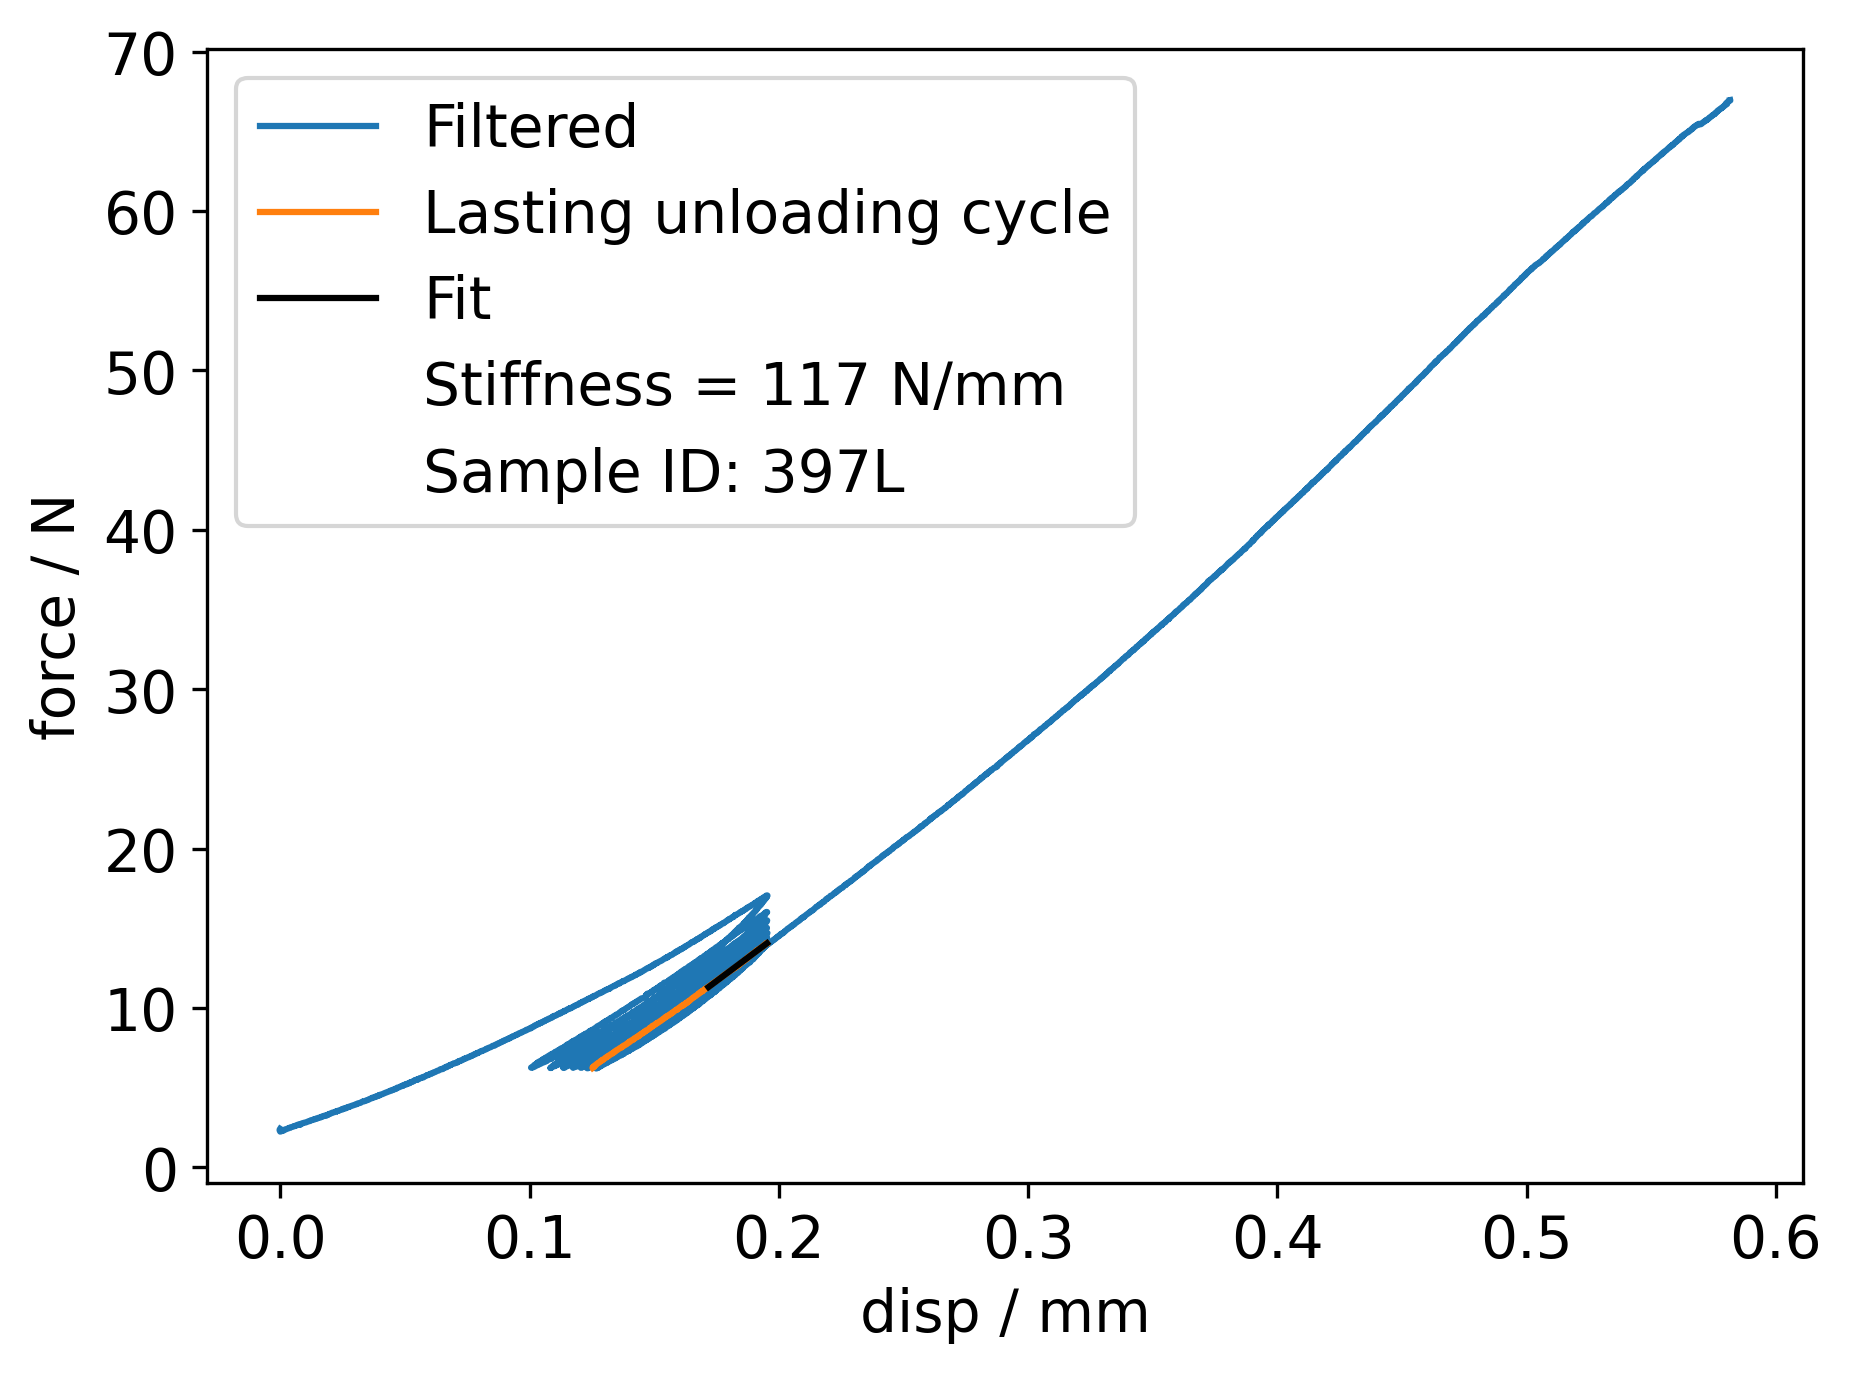 70
60
50
40
30
20
10
0
force / N
Filtered
Lasting unloading cycle
Fit
Stiffness = 117 N/mm
Sample ID: 397L
0.0 0.1 0.2 0.3 0.4 0.5 0.6
disp / mm